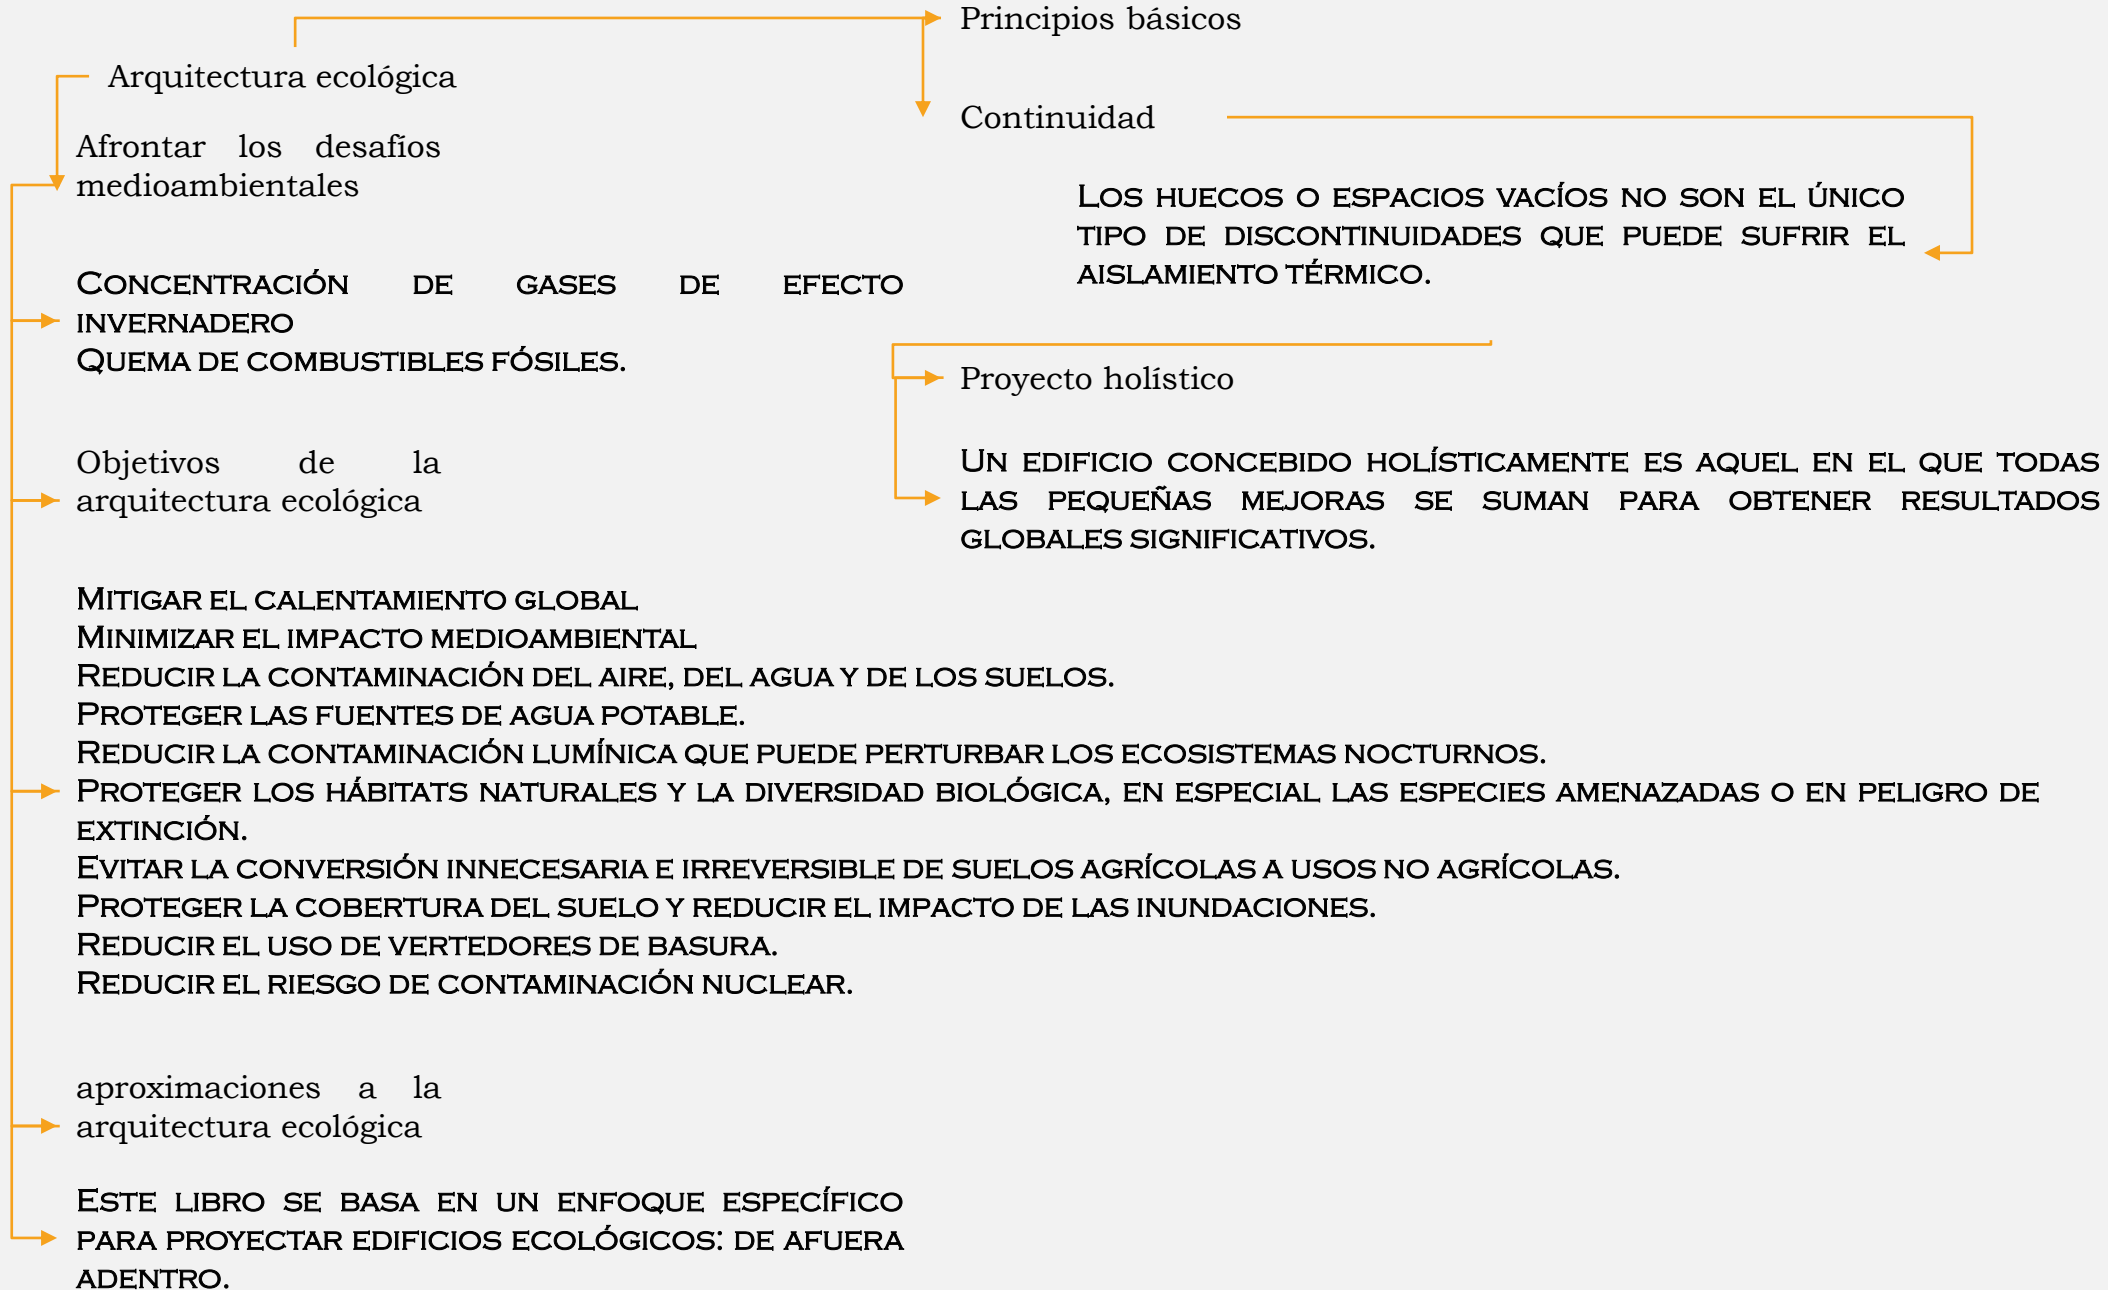 Arquitectura ecológica
Afrontar los desafíos
medioambientales
CONCENTRACIÓN DE GASES DE EFECTO
INVERNADERO
QUEMA DE COMBUSTIBLES FÓSILES.
Objetivos de la
arquitectura ecológica
MITIGAR EL CALENTAMIENTO GLOBAL
MINIMIZAR EL IMPACTO MEDIOAMBIENTAL
REDUCIR LA CONTAMINACIÓN DEL AIRE, DEL AGUA Y DE LOS SUELOS.
PROTEGER LAS FUENTES DE AGUA POTABLE.
REDUCIR LA CONTAMINACIÓN LUMÍNICA QUE PUEDE PERTURBAR LOS ECOSISTEMAS NOCTURNOS.
PROTEGER LOS HÁBITATS NATURALES Y LA DIVERSIDAD BIOLÓGICA, EN ESPECIAL LAS ESPECIES AMENAZADAS O EN PELIGRO DE
EXTINCIÓN.
EVITAR LA CONVERSIÓN INNECESARIA E IRREVERSIBLE DE SUELOS AGRÍCOLAS A USOS NO AGRÍCOLAS.
PROTEGER LA COBERTURA DEL SUELO Y REDUCIR EL IMPACTO DE LAS INUNDACIONES.
REDUCIR EL USO DE VERTEDORES DE BASURA.
REDUCIR EL RIESGO DE CONTAMINACIÓN NUCLEAR.
aproximaciones a la
arquitectura ecológica
ESTE LIBRO SE BASA EN UN ENFOQUE ESPECÍFICO
PARA PROYECTAR EDIFICIOS ECOLÓGICOS: DE AFUERA
ADENTRO.
Principios básicos
Continuidad
LOS HUECOS O ESPACIOS VACÍOS NO SON EL ÚNICO
TIPO DE DISCONTINUIDADES QUE PUEDE SUFRIR EL
AISLAMIENTO TÉRMICO.
Proyecto holístico
UN EDIFICIO CONCEBIDO HOLÍSTICAMENTE ES AQUEL EN EL QUE TODAS
LAS PEQUEÑAS MEJORAS SE SUMAN PARA OBTENER RESULTADOS
GLOBALES SIGNIFICATIVOS.